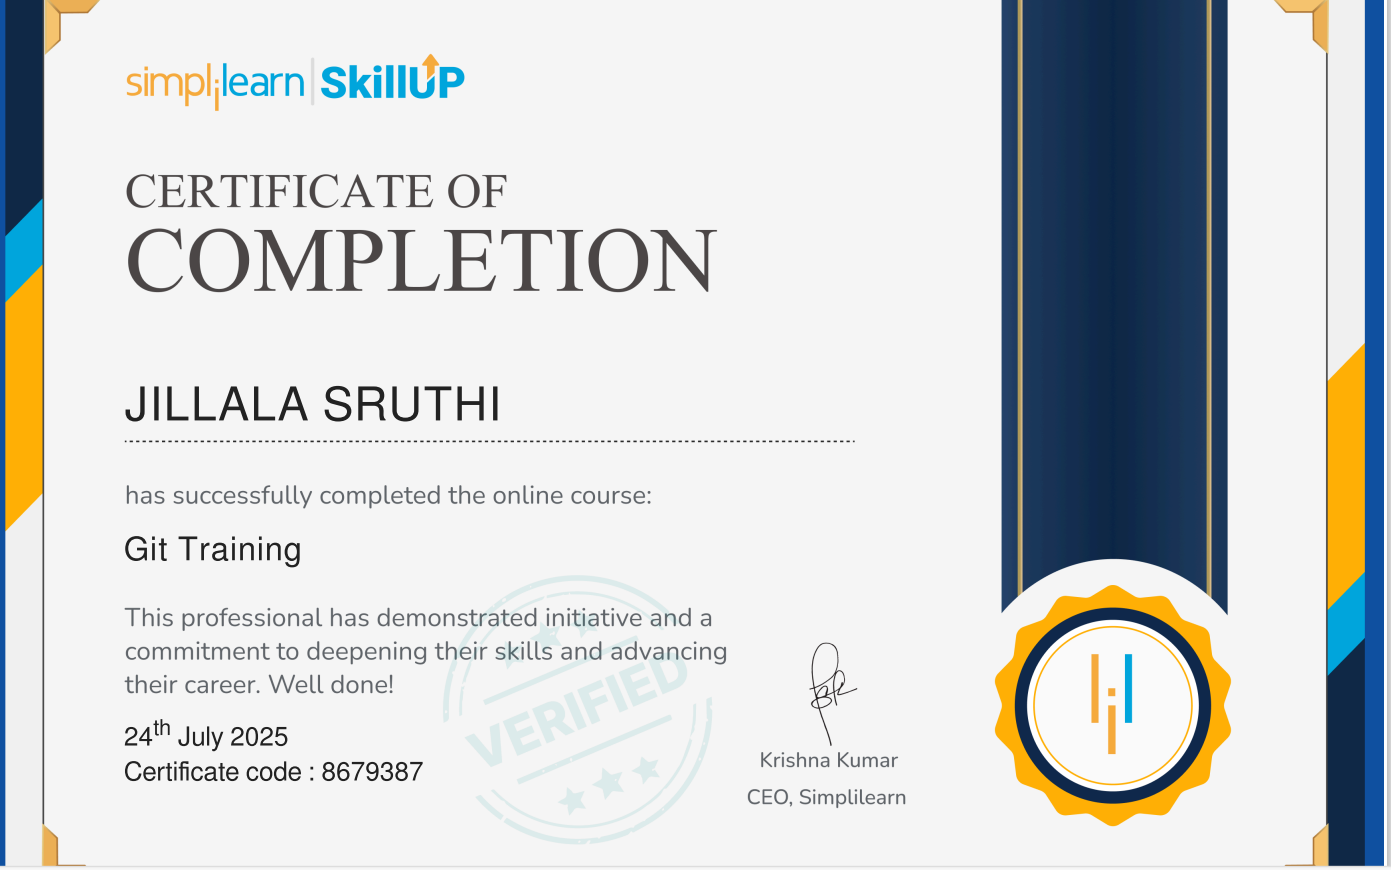 simplilearn | SkillUP
CERTIFICATE OF
COMPLETION
JILLALA SRUTHI
has successfully completed the online course:
Git Training
This professional has demonstrated initiative and a
commitment to deepening their skills and advancing
their career. Well done!
VERIFIED
24th July 2025
Certificate code : 8679387
Krishna Kumar
CEO, Simplilearn